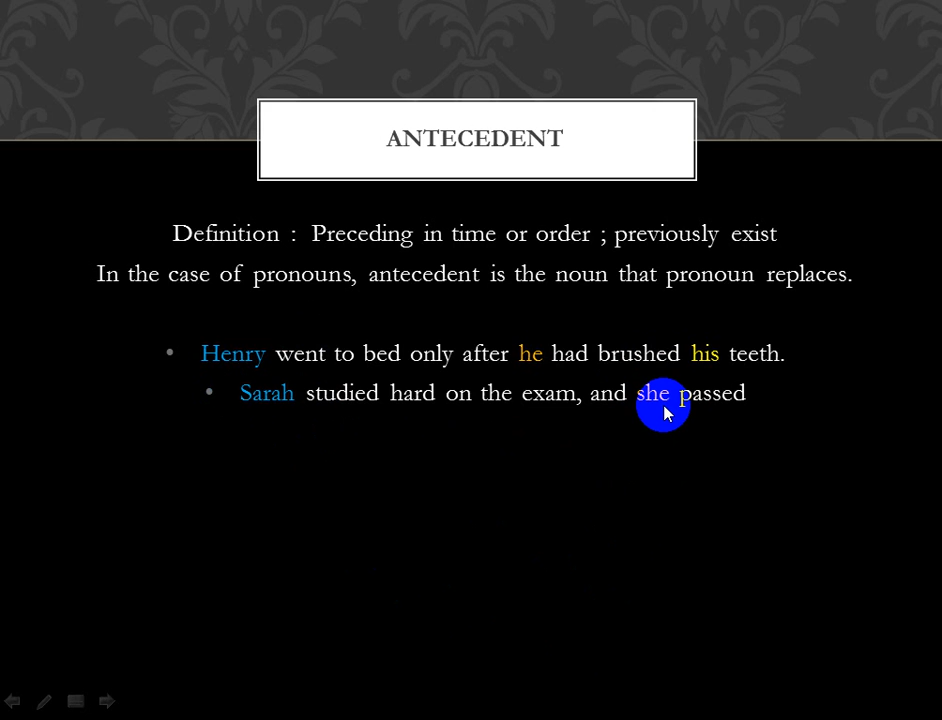 ANTECEDENT
Definition : Preceding in time or order ; previously exist
In the case of pronouns, antecedent is the noun that pronoun replaces.
• Henry went to bed only after he had brushed his teeth.
• Sarah studied hard on the exam, and she passed